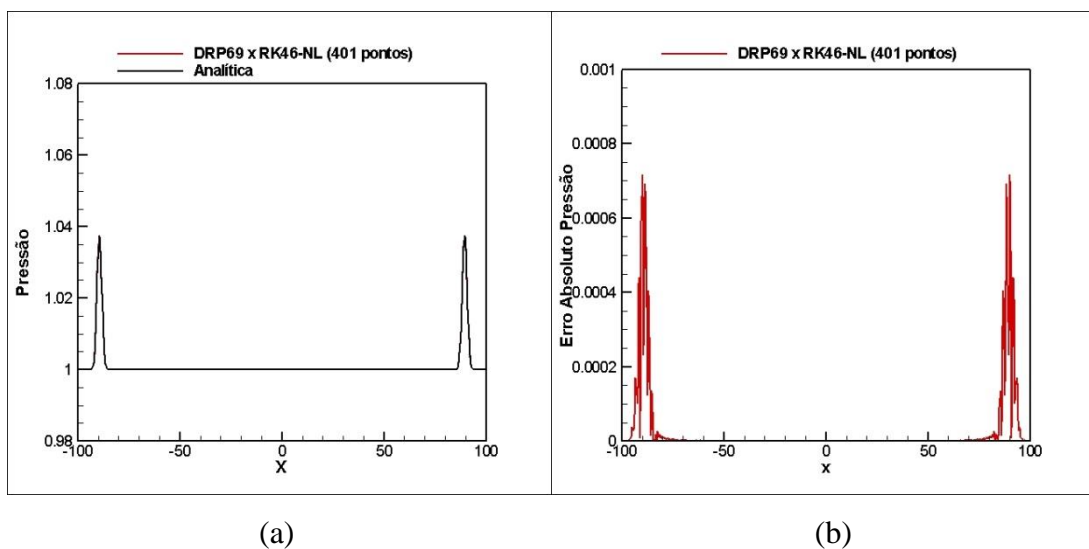 DRP69 x RK46-NL (401 pontos)
Analítica
1.08
1.06
1.04
1.02
1
0.98
Pressão
-100
-50
0
50
100
X
(a)
DRP69 x RK46-NL (401 pontos)
0.001
0.0008
0.0006
0.0004
0.0002
0
Erro Absoluto Pressão
-100
-50
0
50
100
x
(b)